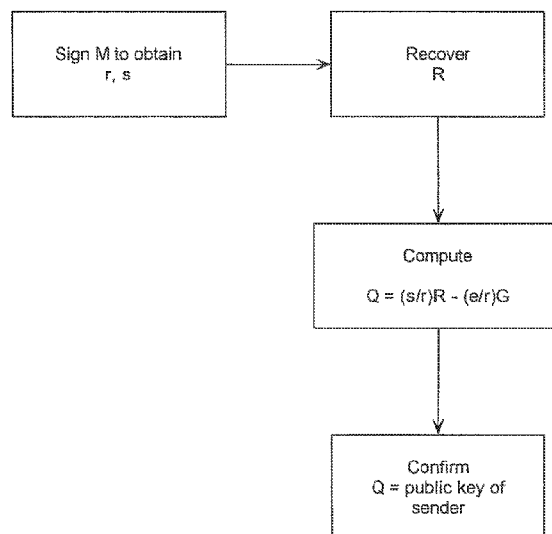 Sign M to obtain
r, s
Recover
R
Compute
Q = (s/r)R - (e/r)G
Confirm
Q = public key of
sender